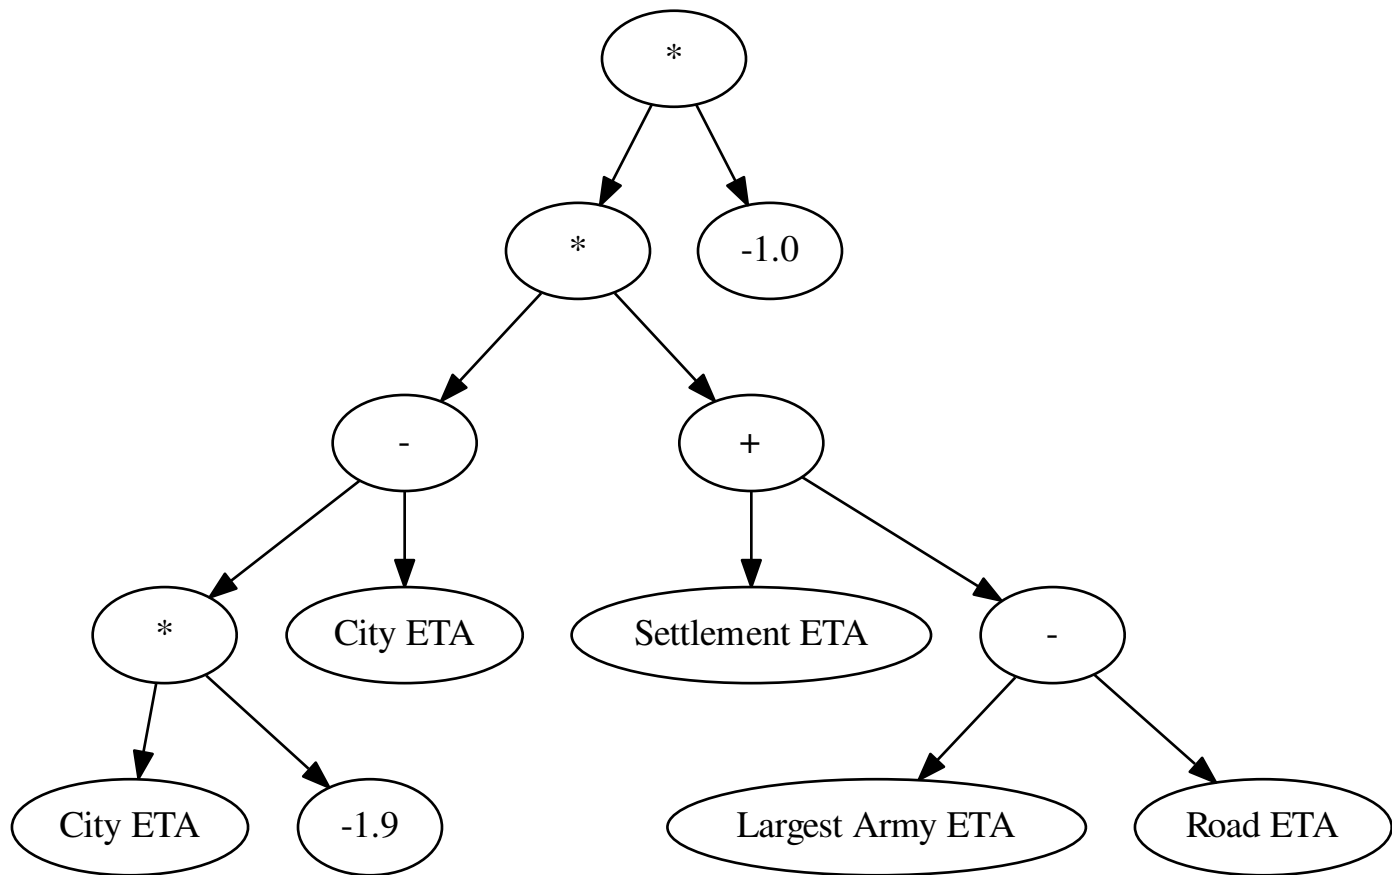 *
*
-1.0
-
+
*
City ETA
Settlement ETA
-
City ETA
-1.9
Largest Army ETA
Road ETA